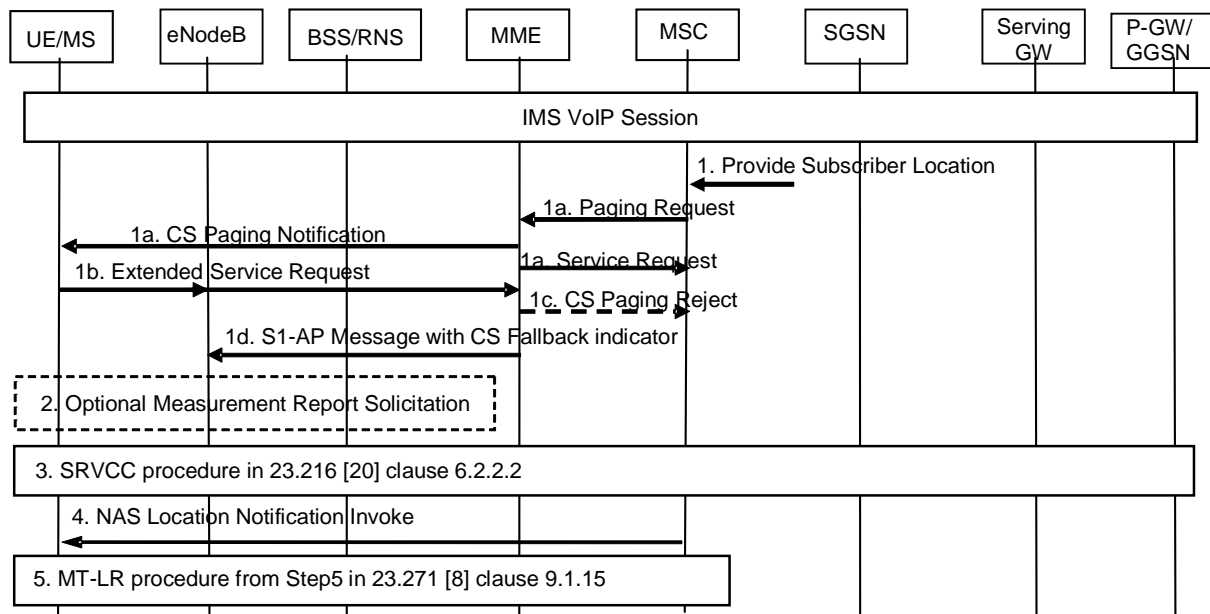 UE/MS
eNodeB
BSS/RNS
MME
MSC
SGSN
Serving
GW
P-GW/
GGSN
IMS VoIP Session
1. Provide Subscriber Location
1a. Paging Request
1a. CS Paging Notification
1a. Service Request
1b. Extended Service Request
1c. CS Paging Reject
1d. S1-AP Message with CS Fallback indicator
2. Optional Measurement Report Solicitation
3. SRVCC procedure in 23.216 [20] clause 6.2.2.2
4. NAS Location Notification Invoke
5. MT-LR procedure from Step5 in 23.271 [8] clause 9.1.15